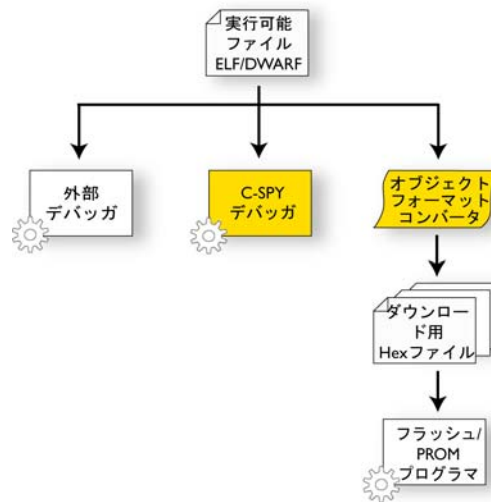 実行可能
ファイル
ELF/DWARF
外部
デバッガ
C-SPY
デバッガ
オブジェクト
フォーマット
コンバータ
ダウンロー
ド用
Hexファイル
フラッシュ/
PROM
プログラマ